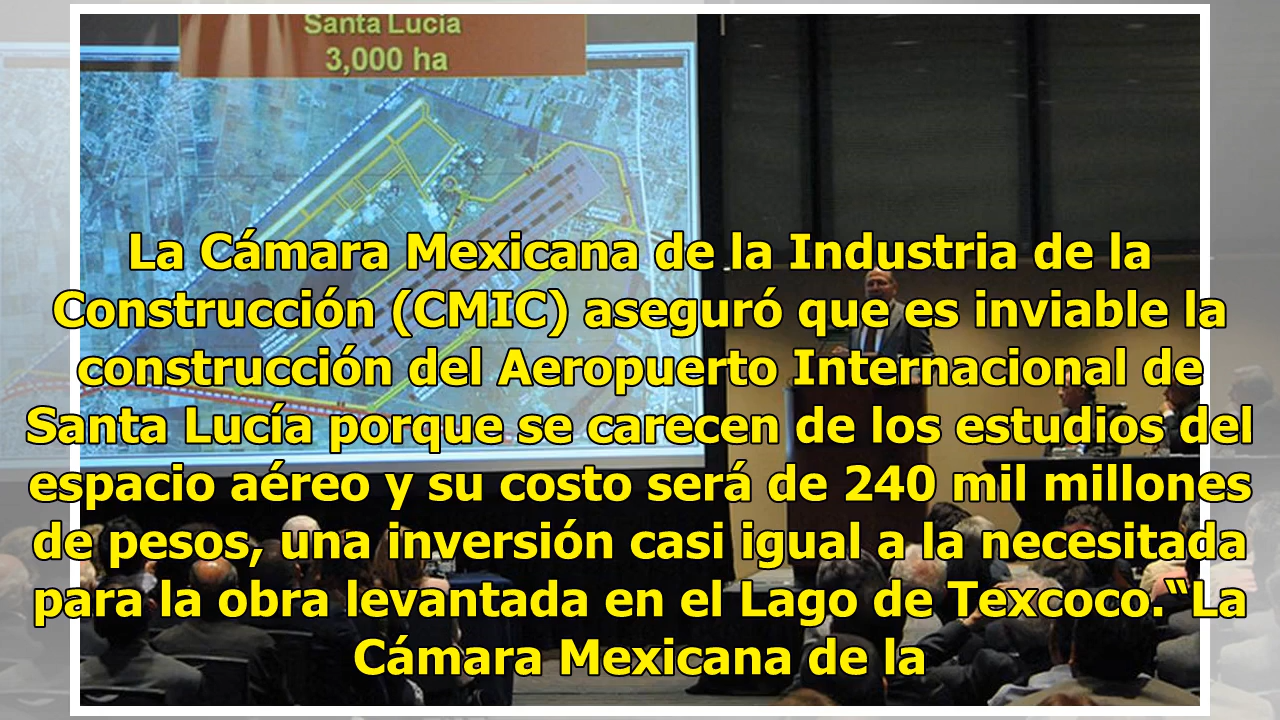 Santa Lucía
3,000 ha
La Cámara Mexicana de la Industria de la
Construcción (CMIC) aseguró que es inviable la
construcción del Aeropuerto Internacional de
Santa Lucía porque se carecen de los estudios del
espacio aéreo y su costo será de 240 mil millones
de pesos, una inversión casi igual a la necesitada
para la obra levantada en el Lago de Texcoco.“La
Cámara Mexicana de la